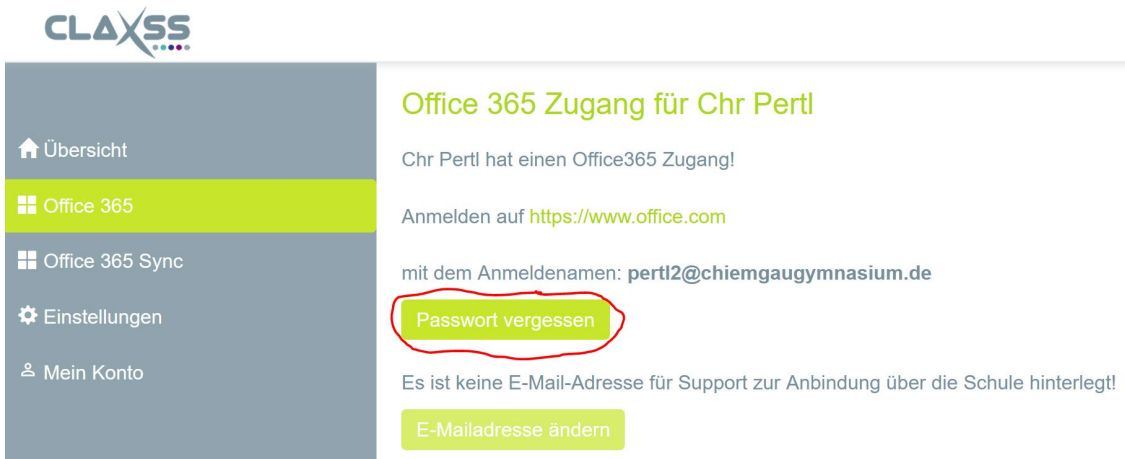 CLAXSS
Übersicht
Office 365
Office 365 Sync
Einstellungen
Mein Konto
Office 365 Zugang für Chr Pertl
Chr Pertl hat einen Office365 Zugang!
Anmelden auf https://www.office.com
mit dem Anmeldenamen: pertl2@chiemgaugymnasium.de
Passwort vergessen
Es ist keine E-Mail-Adresse für Support zur Anbindung über die Schule hinterlegt!
E-Mailadresse ändern